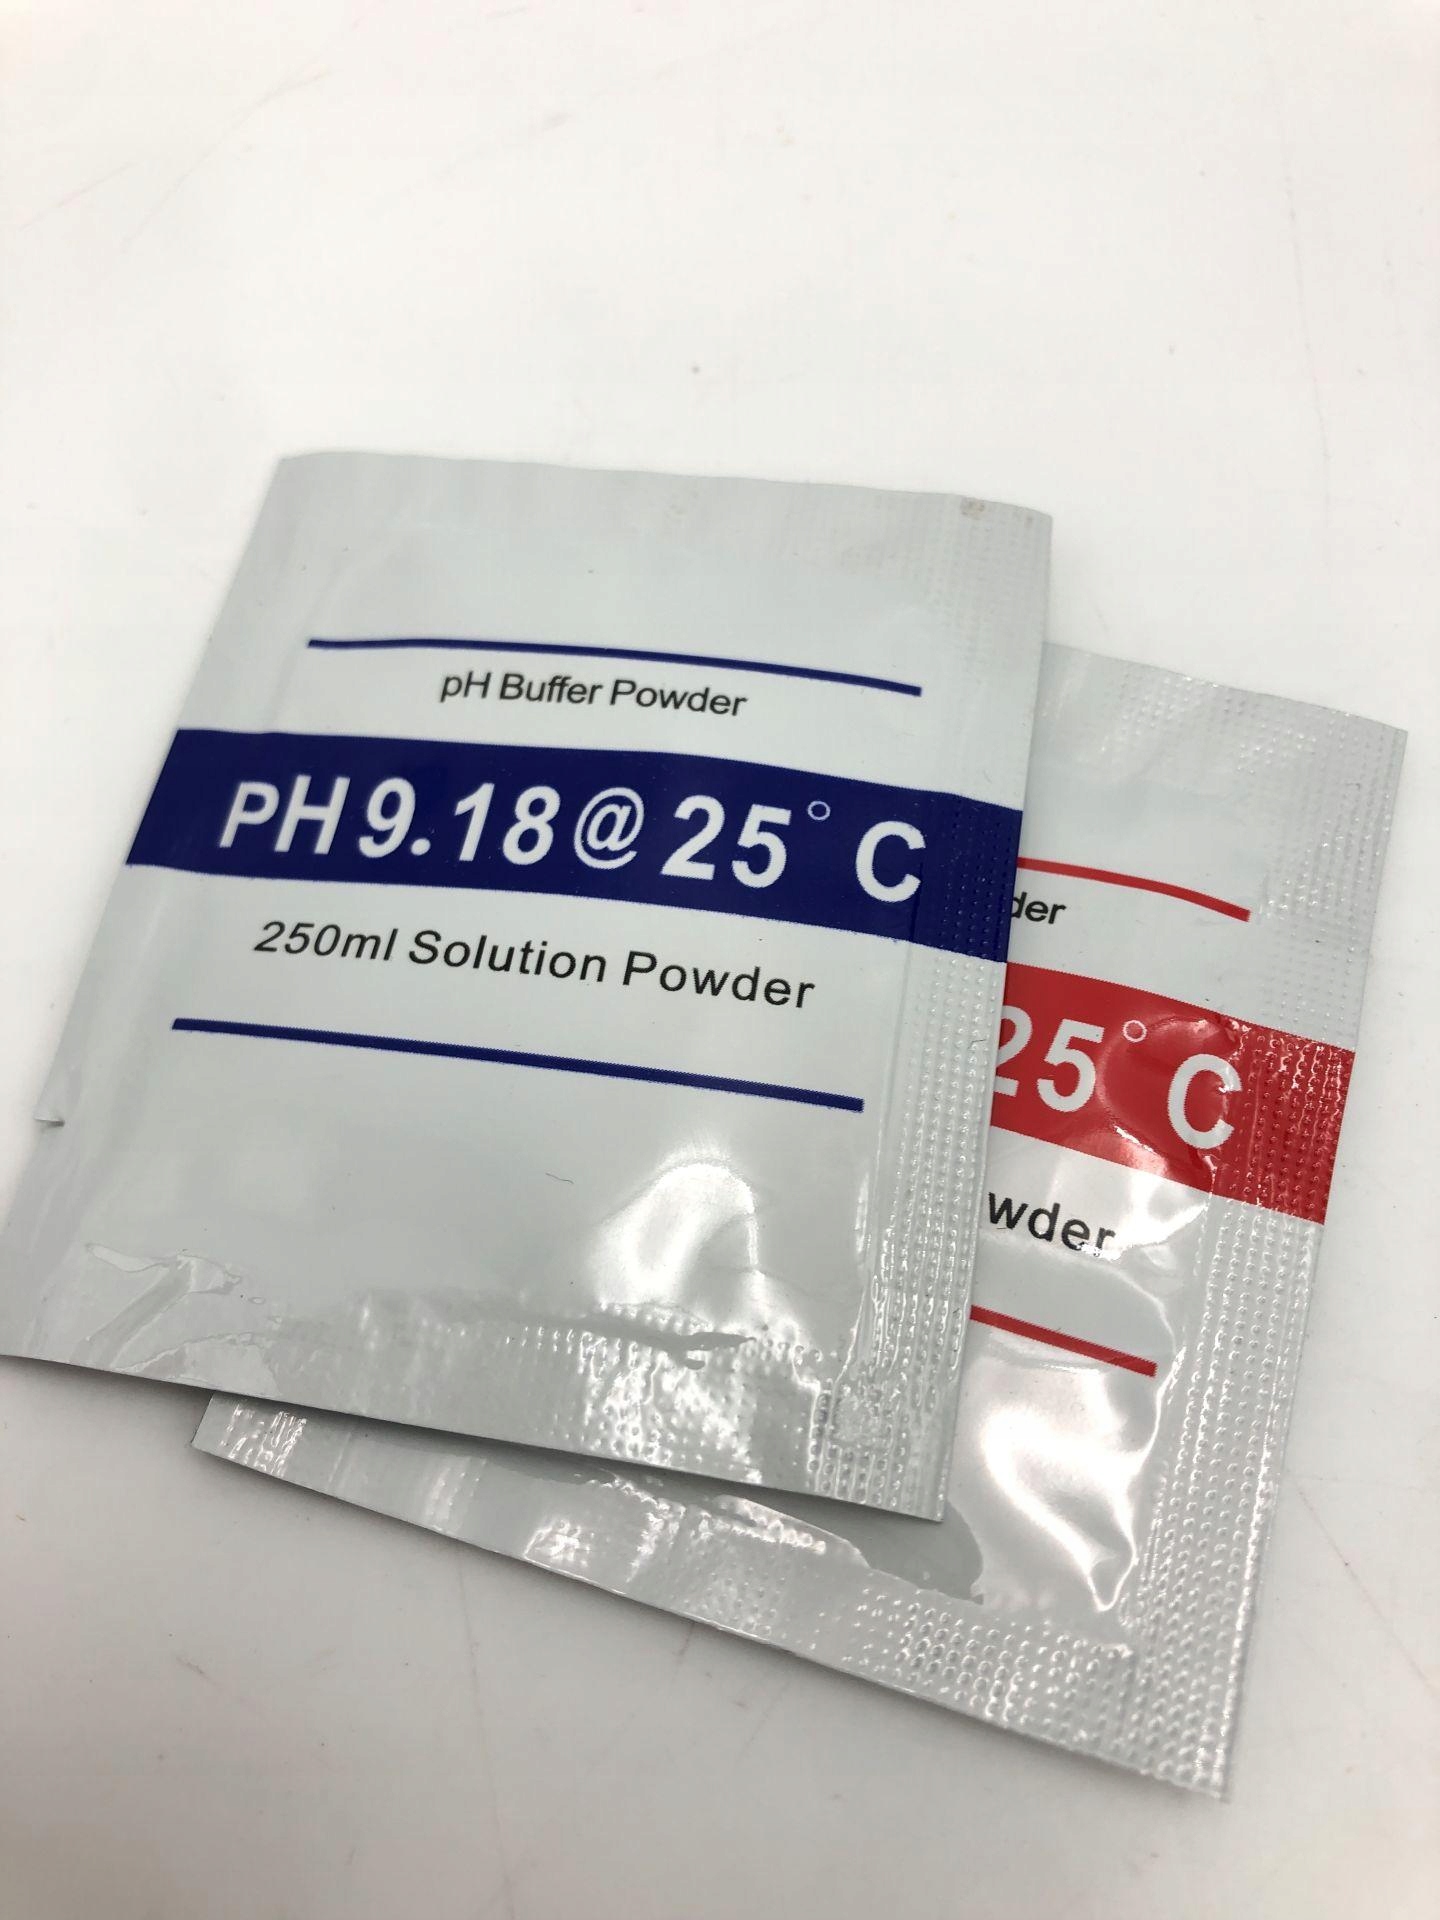 pH Buffer Powder
PH 9.18 @ 25° C
250ml Solution Powder
der
25° C
wder